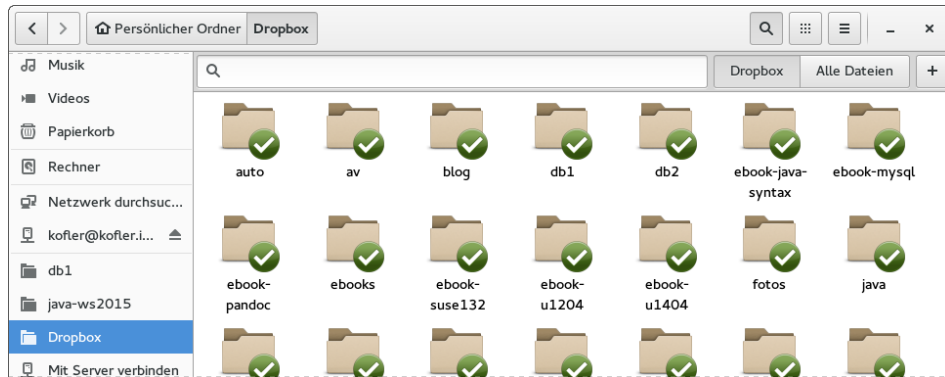 Persönlicher Ordner Dropbox
Musik
Videos
Papierkorb
Rechner
Netzwerk durchsuc...
kofler@kofler.i...
db1
java-ws2015
Dropbox
Mit Server verbinden
Dropbox Alle Dateien
auto av blog db1 db2 ebook-java- ebook-mysql
syntax
ebook- ebooks ebook- ebook- ebook- fotos java
pandoc suse132 u1204 u1404